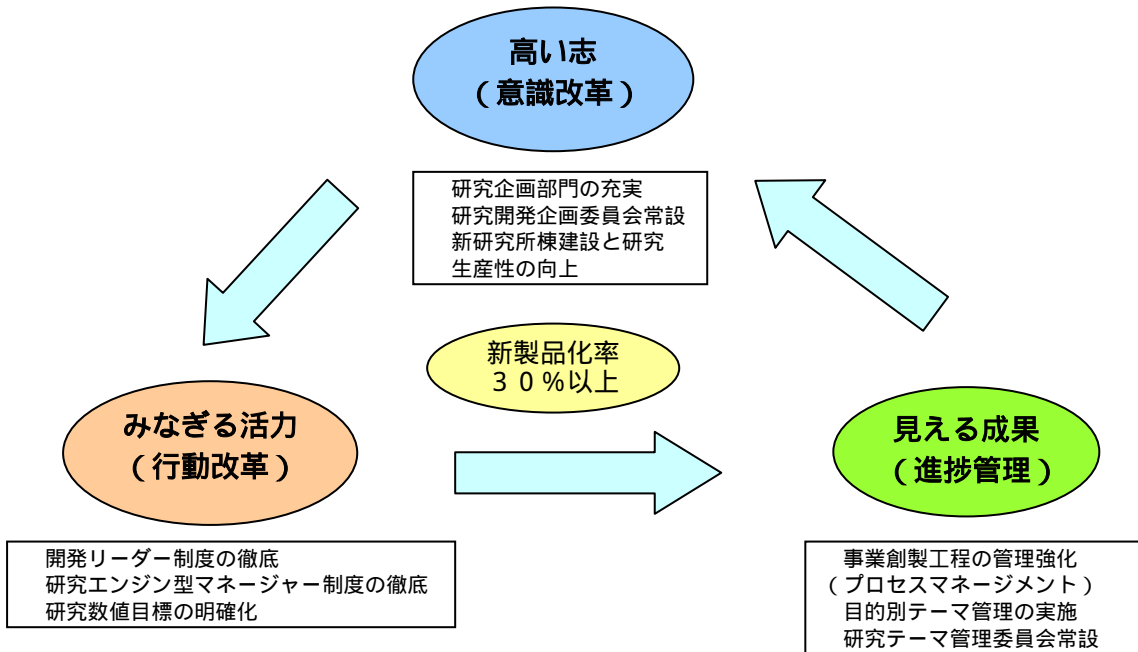 高い志
（意識改革）
研究企画部門の充実
研究開発企画委員会常設
新研究所棟建設と研究
生産性の向上
新製品化率
３０％以上
みなぎる活力
（行動改革）
見える成果
（進捗管理）
開発リーダー制度の徹底
研究エンジン型マネージャー制度の徹底
研究数値目標の明確化
事業創製工程の管理強化
（プロセスマネージメント）
目的別テーマ管理の実施
研究テーマ管理委員会常設